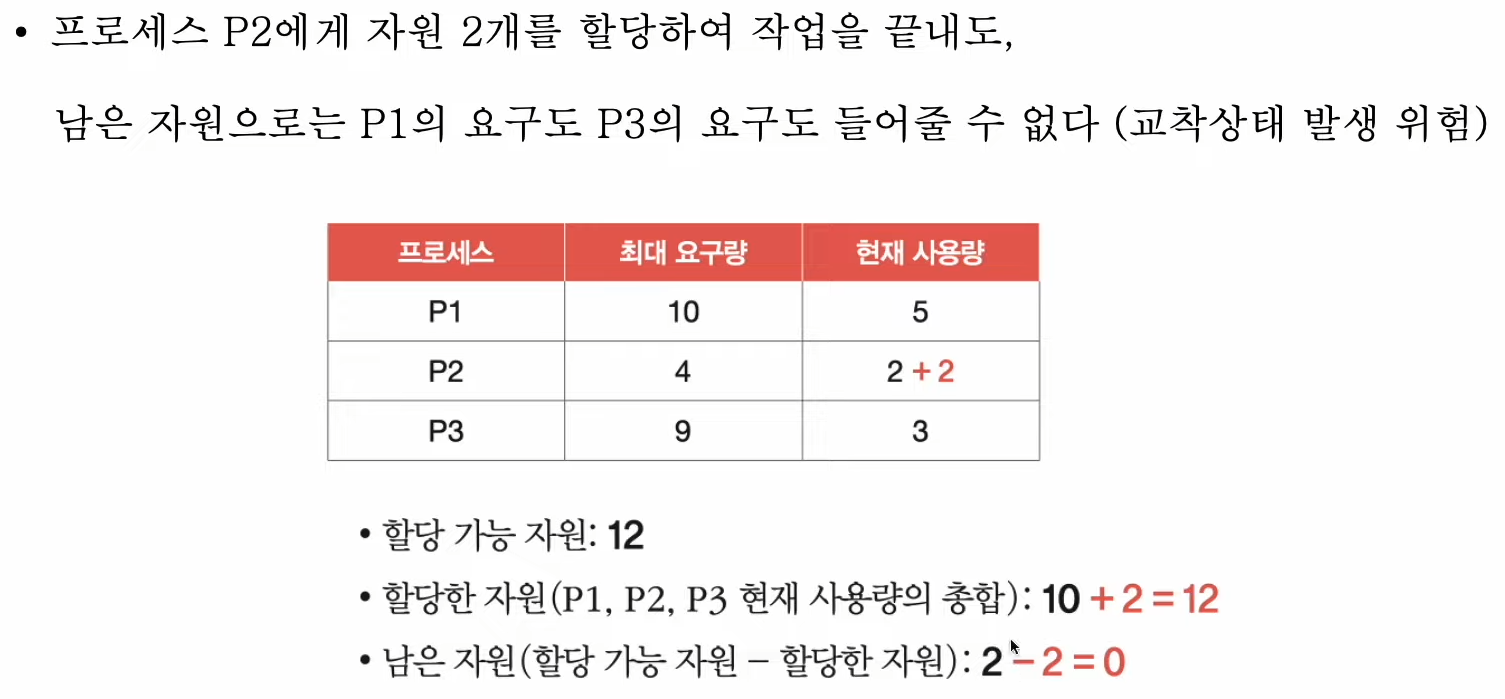 • 프로세스 P2에게 자원 2개를 할당하여 작업을 끝내도,
남은 자원으로는 P1의 요구도 P3의 요구도 들어줄 수 없다 (교착상태 발생 위험)
프로세스 최대 요구량 현재 사용량
P1 10 5
P2 4 2 + 2
P3 9 3
• 할당 가능 자원: 12
• 할당한 자원(P1, P2, P3 현재 사용량의 총합): 10 + 2 = 12
• 남은 자원(할당 가능 자원 – 할당한 자원): 2 – 2 = 0